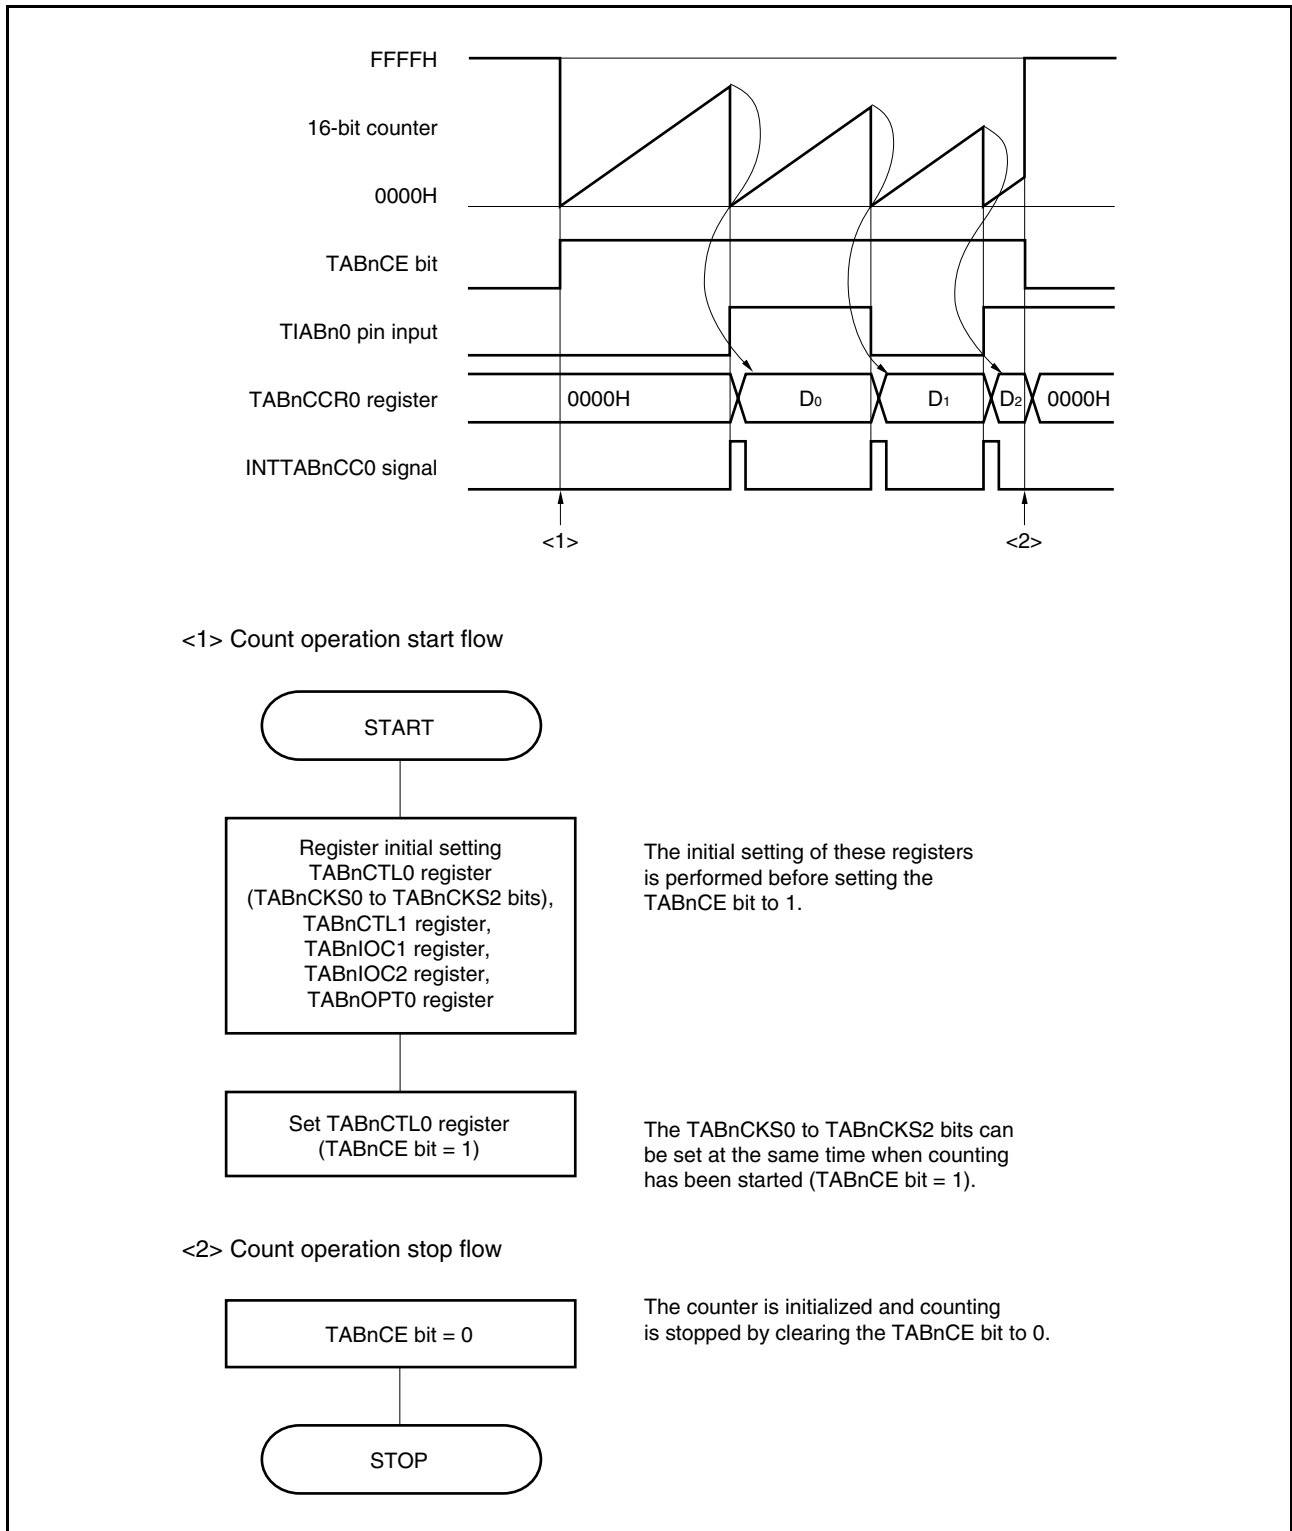 FFFFH
16-bit counter
0000H
TABnCE bit
TIABn0 pin input
TABnCCR0 register
0000H
D0
D1
D2
0000H
INTTABnCC0 signal
<1>
<2>
<1> Count operation start flow
START
Register initial setting
TABnCTL0 register
(TABnCKS0 to TABnCKS2 bits),
TABnCTL1 register,
TABnIOC1 register,
TABnIOC2 register,
TABnOPT0 register
The initial setting of these registers
is performed before setting the
TABnCE bit to 1.
Set TABnCTL0 register
(TABnCE bit = 1)
The TABnCKS0 to TABnCKS2 bits can
be set at the same time when counting
has been started (TABnCE bit = 1).
<2> Count operation stop flow
TABnCE bit = 0
The counter is initialized and counting
is stopped by clearing the TABnCE bit to 0.
STOP